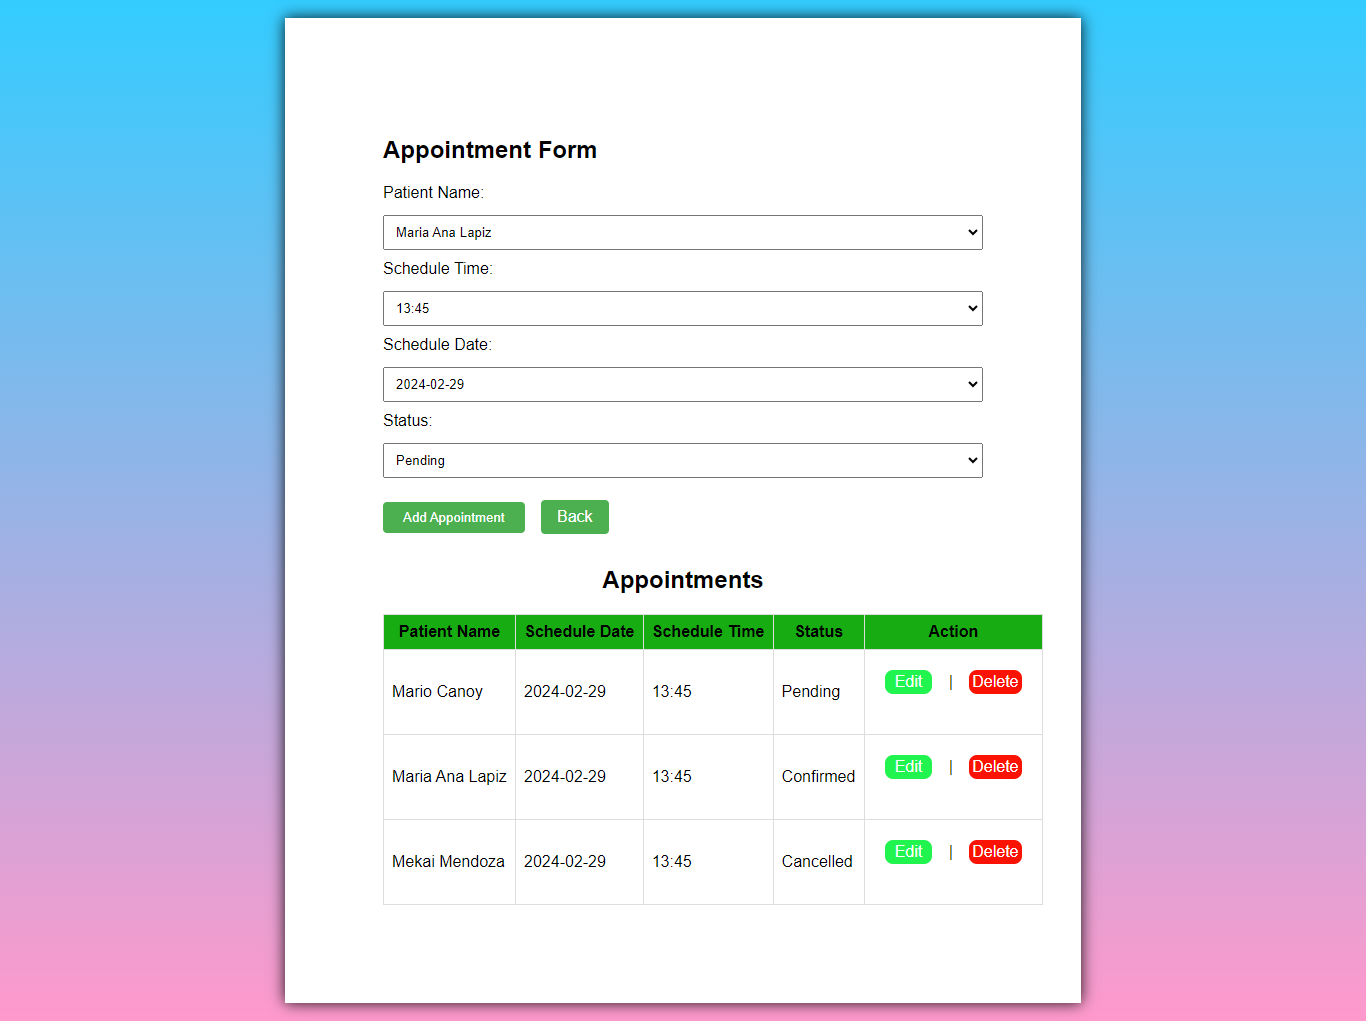 Appointment Form
Patient Name:
Maria Ana Lapiz
Schedule Time:
13:45
Schedule Date:
2024-02-29
Status:
Pending
Add Appointment Back
Appointments
Patient Name Schedule Date Schedule Time Status Action
Mario Canoy 2024-02-29 13:45 Pending Edit | Delete
Maria Ana Lapiz 2024-02-29 13:45 Confirmed Edit | Delete
Mekai Mendoza 2024-02-29 13:45 Cancelled Edit | Delete